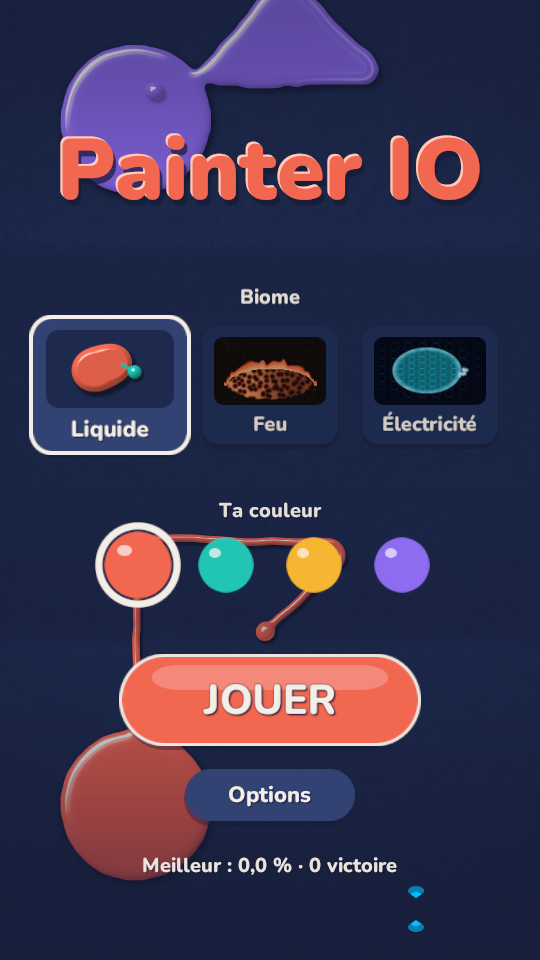 Painter IO
Biome
Liquide
Feu
Électricité
Ta couleur
JOUER
Options
Meilleur : 0,0 % · 0 victoire